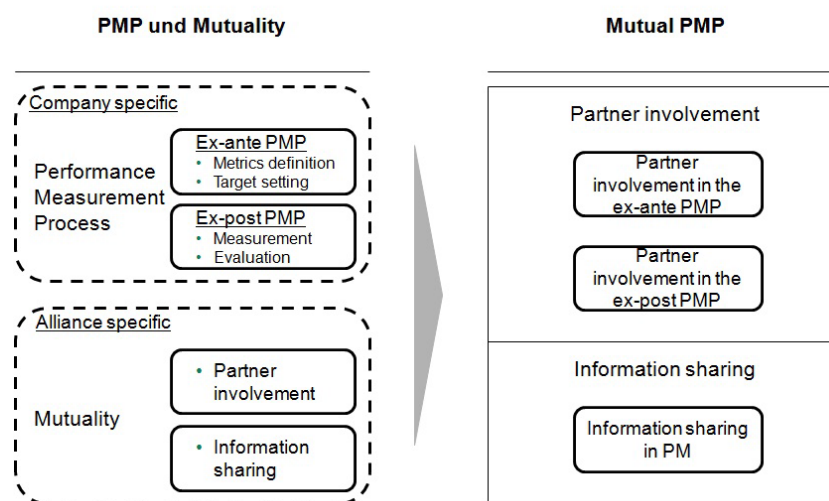 PMP und Mutuality
Company specific
Performance
Measurement
Process
Ex-ante PMP
• Metrics definition
• Target setting
Ex-post PMP
• Measurement
• Evaluation
Alliance specific
Mutuality
• Partner
involvement
• Information
sharing
Mutual PMP
Partner involvement
Partner
involvement in the
ex-ante PMP
Partner
involvement in the
ex-post PMP
Information sharing
Information sharing
in PM